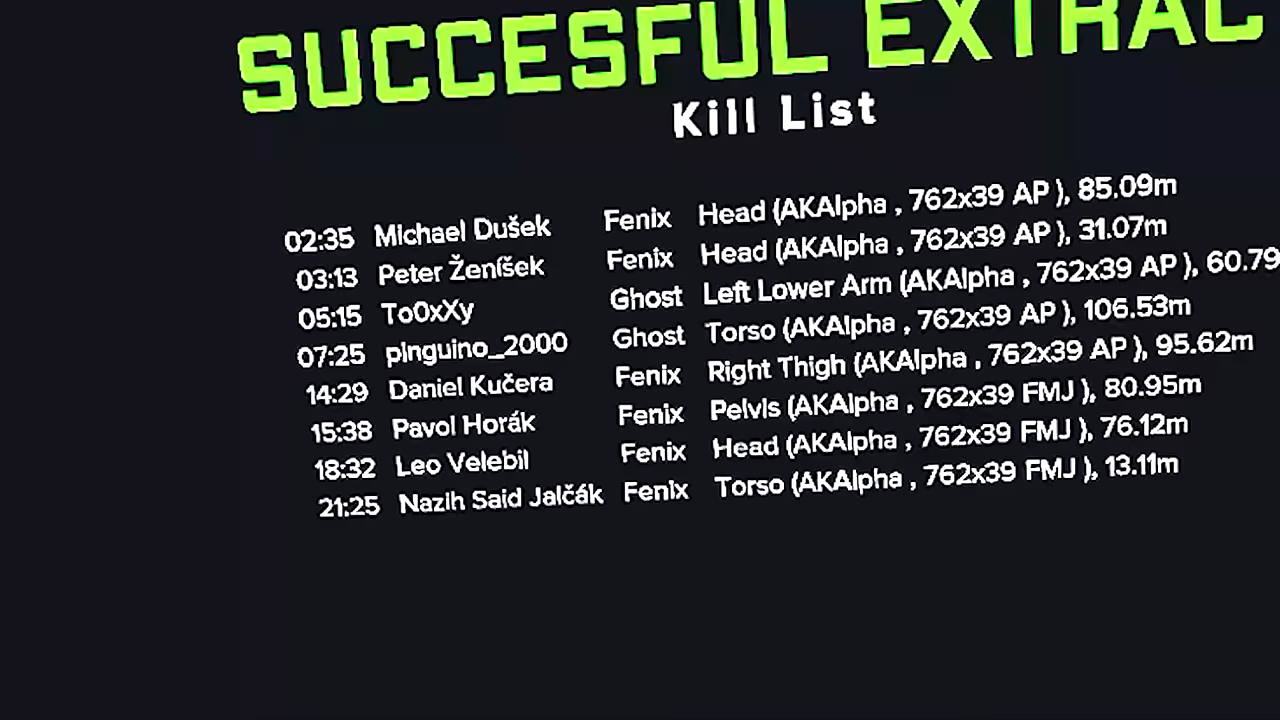 SUCCESFUL EXTRAC
Kill List
02:35 Michael Dušek Fenix Head (AKAlpha , 762x39 AP ), 85.09m
03:13 Peter Ženíšek Fenix Head (AKAlpha , 762x39 AP ), 31.07m
05:15 To0xXy Ghost Left Lower Arm (AKAlpha , 762x39 AP ), 60.79
07:25 pinguino_2000 Ghost Torso (AKAlpha , 762x39 AP ), 106.53m
14:29 Daniel Kučera Fenix Right Thigh (AKAlpha , 762x39 AP ), 95.62m
15:38 Pavol Horák Fenix Pelvis (AKAlpha , 762x39 FMJ ), 80.95m
18:32 Leo Velebil Fenix Head (AKAlpha , 762x39 FMJ ), 76.12m
21:25 Nazih Said Jalčák Fenix Torso (AKAlpha , 762x39 FMJ ), 13.11m